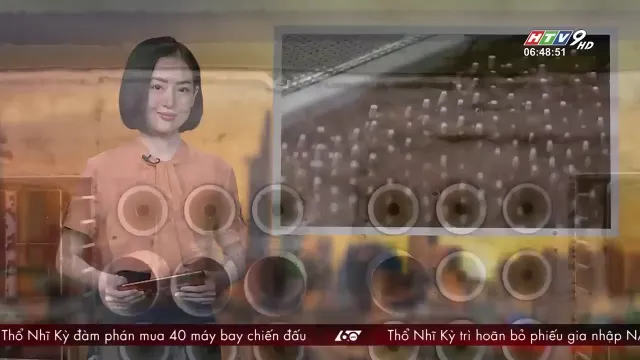 HTV9 HD
06:48:51
Thổ Nhĩ Kỳ đàm phán mua 40 máy bay chiến đấu
60
Thổ Nhĩ Kỳ trì hoãn bỏ phiếu gia nhập NA